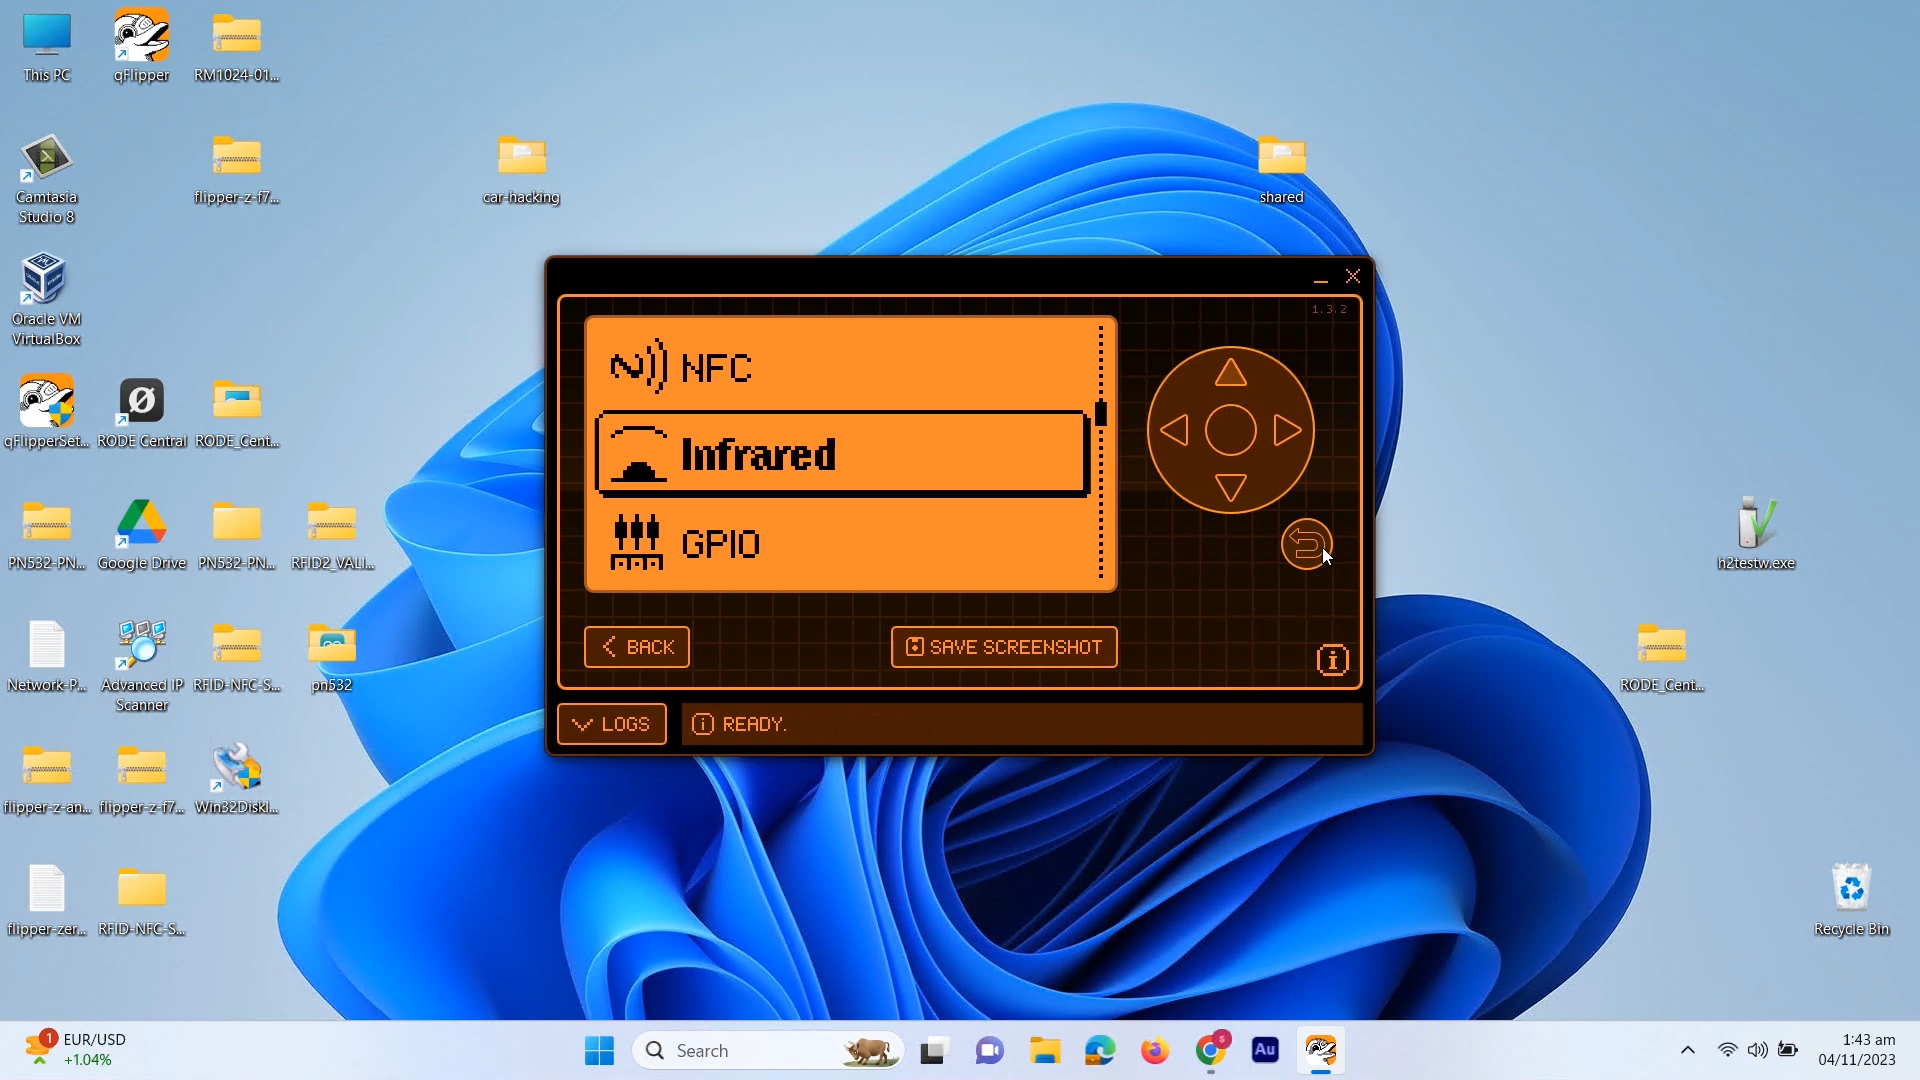 This PC
qFlipper
RM1024-01...
Camtasia
Studio 8
flipper-z-f7...
car-hacking
shared
Oracle VM
VirtualBox
1.3.2
NFC
Infrared
GPIO
BACK
SAVE SCREENSHOT
LOGS
READY.
qFlipperSet...
RODE Central
RODE_Cent...
PN532-PN...
Google Drive
PN532-PN...
RFID2_VALI...
h2testw.exe
Network-P...
Advanced IP
Scanner
RFID-NFC-S...
pn532
RODE_Cent...
flipper-z-an...
flipper-z-f7...
Win32DiskI...
flipper-zer...
RFID-NFC-S...
Recycle Bin
1
EUR/USD
+1.04%
Search
S
Au
1:43 am
04/11/2023